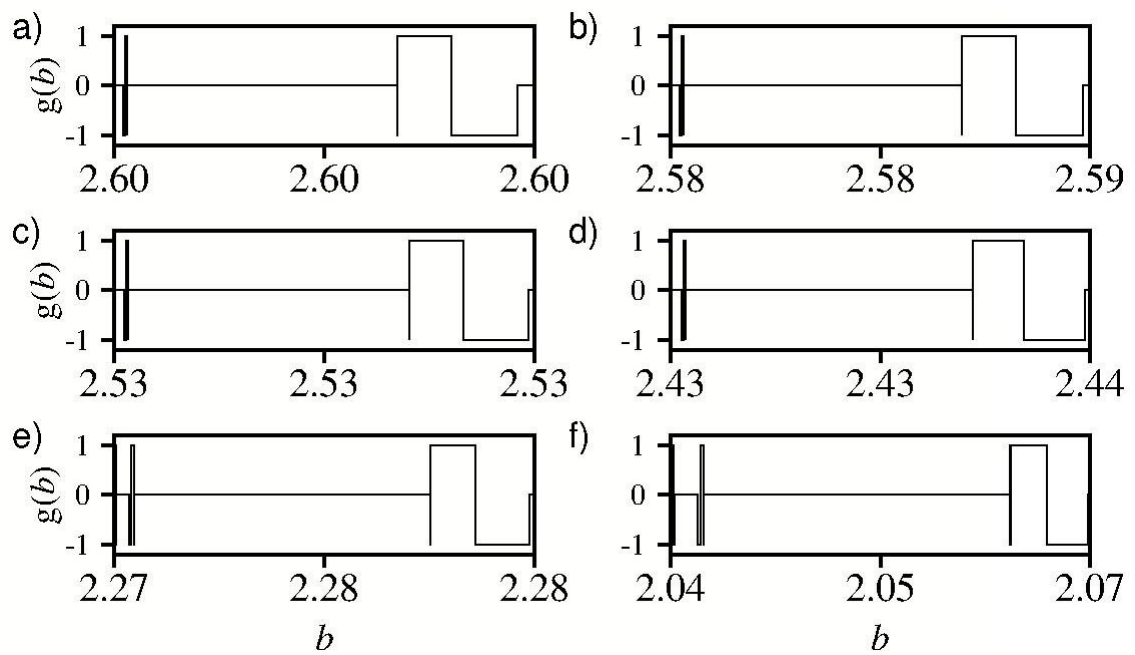 a) 1 b) 1
g(b) 0 0
-1 -1
2.60 2.60 2.60 2.58 2.58 2.59
c) 1 d) 1
g(b) 0 0
-1 -1
2.53 2.53 2.53 2.43 2.43 2.44
e) 1 f) 1
g(b) 0 0
-1 -1
2.27 2.28 2.28 2.04 2.05 2.07
b b